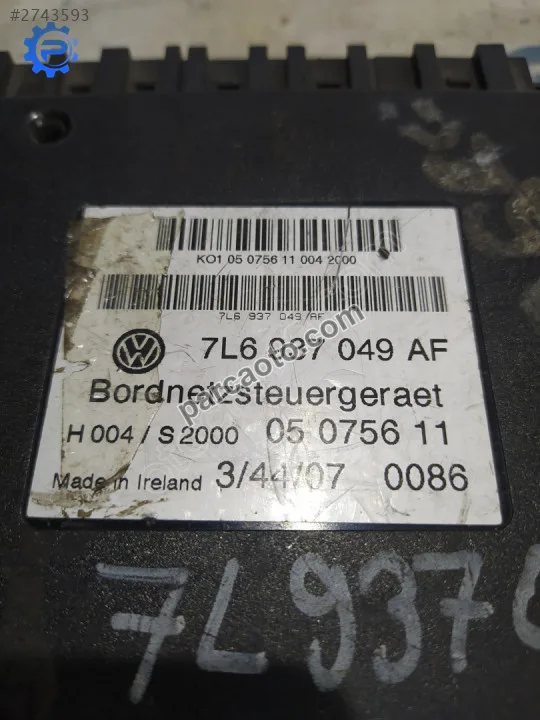 #2743593
KO1 05 0756 11 004 2000
7L6 937 049 AF
7L6 937 049 AF
Bordnetzsteuergeraet
H 004 / S 2000 05 0756 11
Made in Ireland 3/44/07 0086
parcaoto.com
7L937